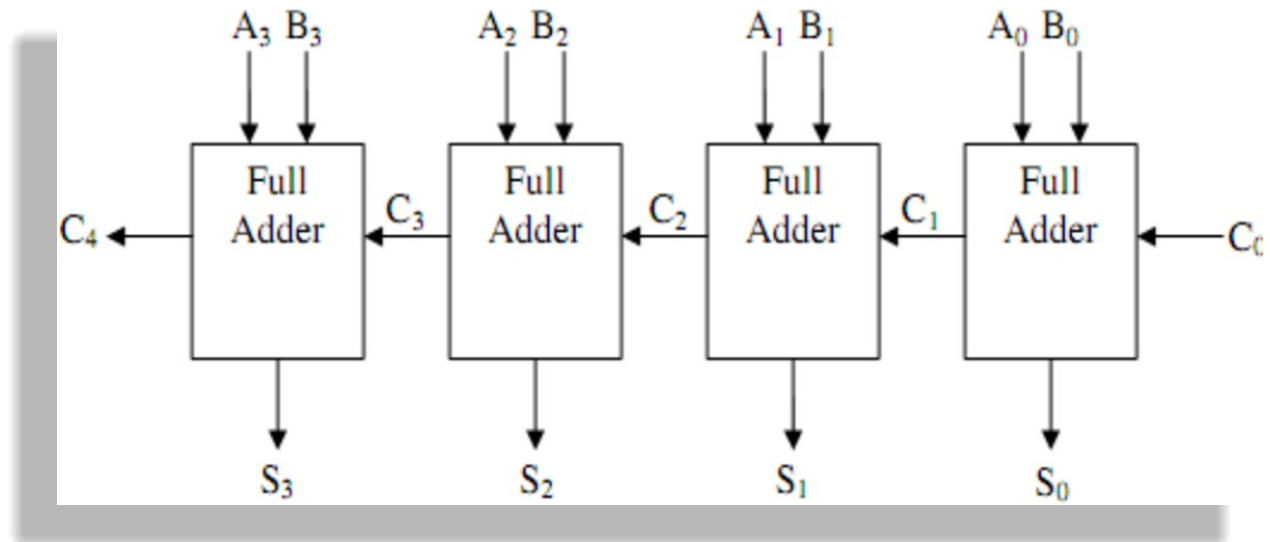 A₃ B₃ A₂ B₂ A₁ B₁ A₀ B₀
Full Full Full Full
Adder Adder Adder Adder
C₄ C₃ C₂ C₁ C₀
S₃ S₂ S₁ S₀